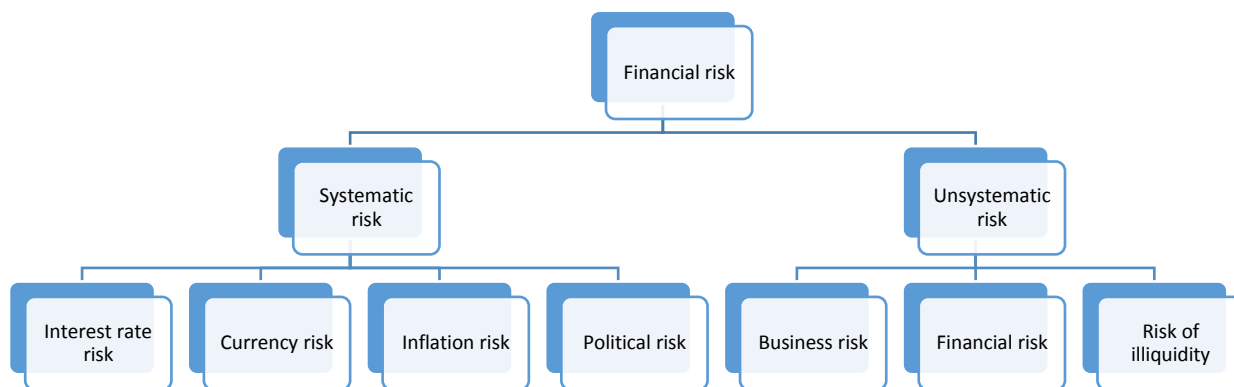 Financial risk
Systematic
risk
Unsystematic
risk
Interest rate
risk
Currency risk
Inflation risk
Political risk
Business risk
Financial risk
Risk of
illiquidity